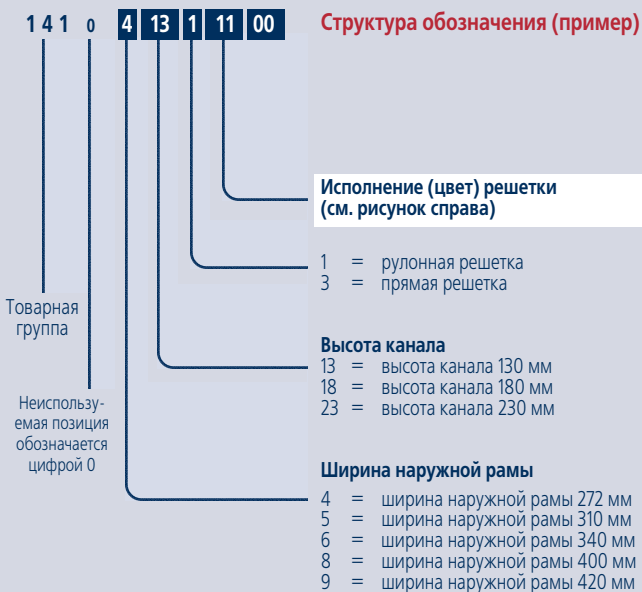 141 0 4 13 1 11 00
Структура обозначения (пример)
Исполнение (цвет) решетки
(см. рисунок справа)
1 = рулонная решетка
3 = прямая решетка
Товарная
группа
Высота канала
13 = высота канала 130 мм
18 = высота канала 180 мм
23 = высота канала 230 мм
Неиспользу-
емая позиция
обозначается
цифрой 0
Ширина наружной рамы
4 = ширина наружной рамы 272 мм
5 = ширина наружной рамы 310 мм
6 = ширина наружной рамы 340 мм
8 = ширина наружной рамы 400 мм
9 = ширина наружной рамы 420 мм